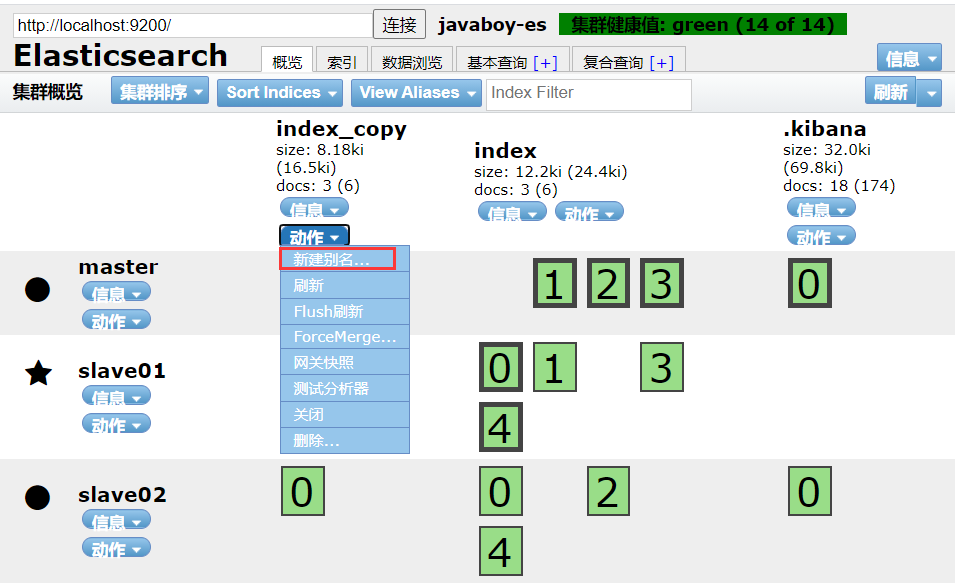 http://localhost:9200/ 连接 javaboy-es 集群健康值: green (14 of 14)
Elasticsearch 概览 索引 数据浏览 基本查询 [+] 复合查询 [+] 信息
集群概览 集群排序 Sort Indices View Aliases Index Filter 刷新
index_copy
size: 8.18ki
(16.5ki)
docs: 3 (6)
信息
动作
index
size: 12.2ki (24.4ki)
docs: 3 (6)
信息 动作
.kibana
size: 32.0ki
(69.8ki)
docs: 18 (174)
信息
动作
新建别名...
刷新
Flush刷新
ForceMerge...
网关快照
测试分析器
关闭
删除...
master
信息
动作
1 2 3 0
slave01
信息
动作
0 1 3
4
slave02
信息
动作
0 0 2 0
4